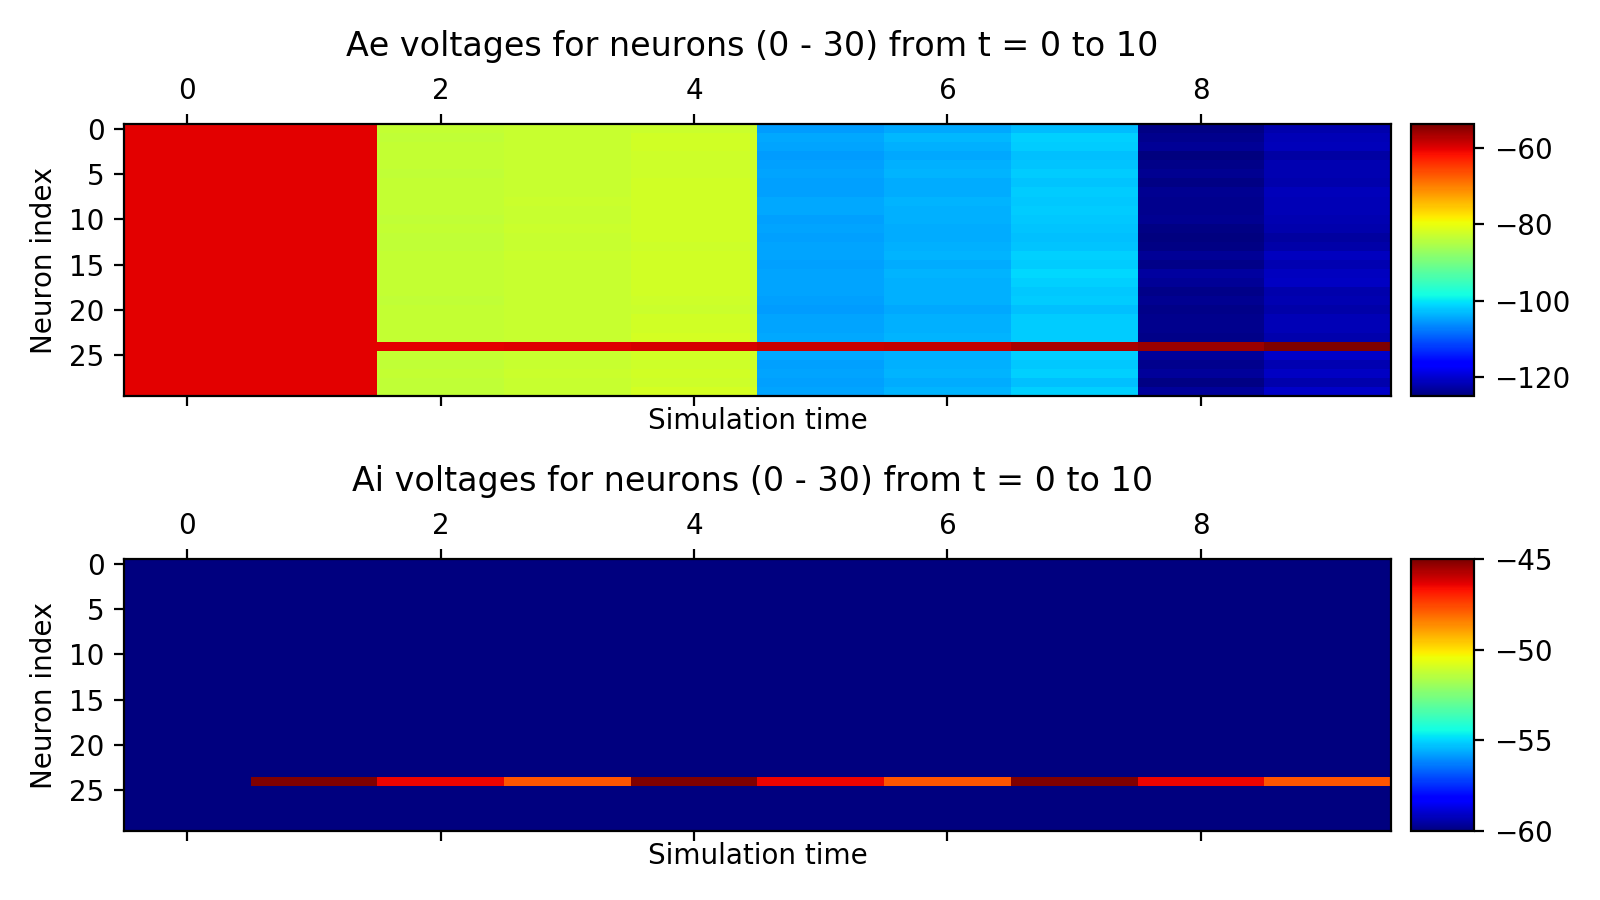 Ae voltages for neurons (0 - 30) from t = 0 to 10
0 2 4 6 8
Neuron index
0
5
10
15
20
25
−60
−80
−100
−120
Simulation time
Ai voltages for neurons (0 - 30) from t = 0 to 10
0 2 4 6 8
Neuron index
0
5
10
15
20
25
−45
−50
−55
−60
Simulation time